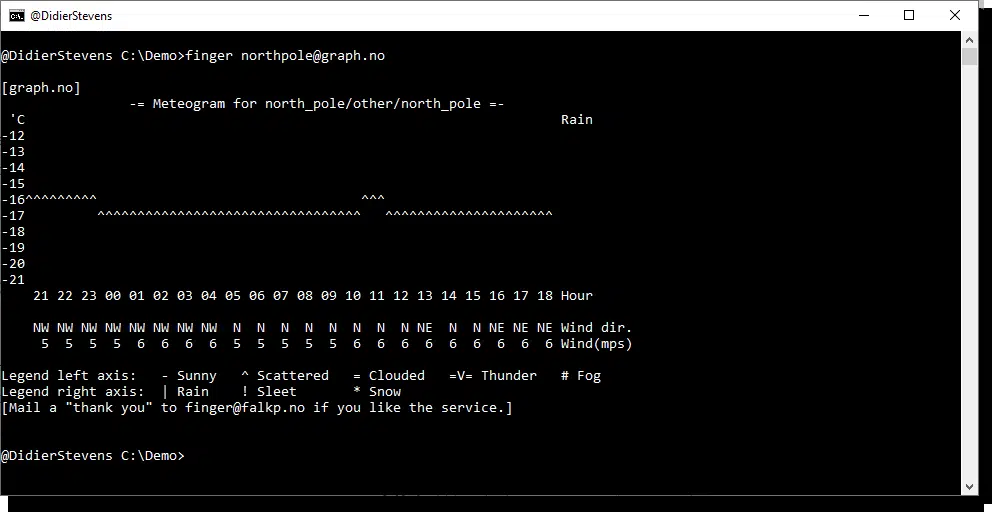 @DidierStevens
@DidierStevens C:\Demo>finger northpole@graph.no
[graph.no]
                -= Meteogram for north_pole/other/north_pole =-
 'C                                                                   Rain
-12
-13
-14
-15
-16^^^^^^^^^                                 ^^^
-17         ^^^^^^^^^^^^^^^^^^^^^^^^^^^^^^^^^   ^^^^^^^^^^^^^^^^^^^^^
-18
-19
-20
-21
    21 22 23 00 01 02 03 04 05 06 07 08 09 10 11 12 13 14 15 16 17 18 Hour
    NW NW NW NW NW NW NW NW  N  N  N  N  N  N  N  N NE  N  N NE NE NE Wind dir.
     5  5  5  5  6  6  6  6  5  5  5  5  5  6  6  6  6  6  6  6  6  6 Wind(mps)
Legend left axis:   - Sunny   ^ Scattered   = Clouded   =V= Thunder   # Fog
Legend right axis:  | Rain    ! Sleet       * Snow
[Mail a "thank you" to finger@falkp.no if you like the service.]
@DidierStevens C:\Demo>